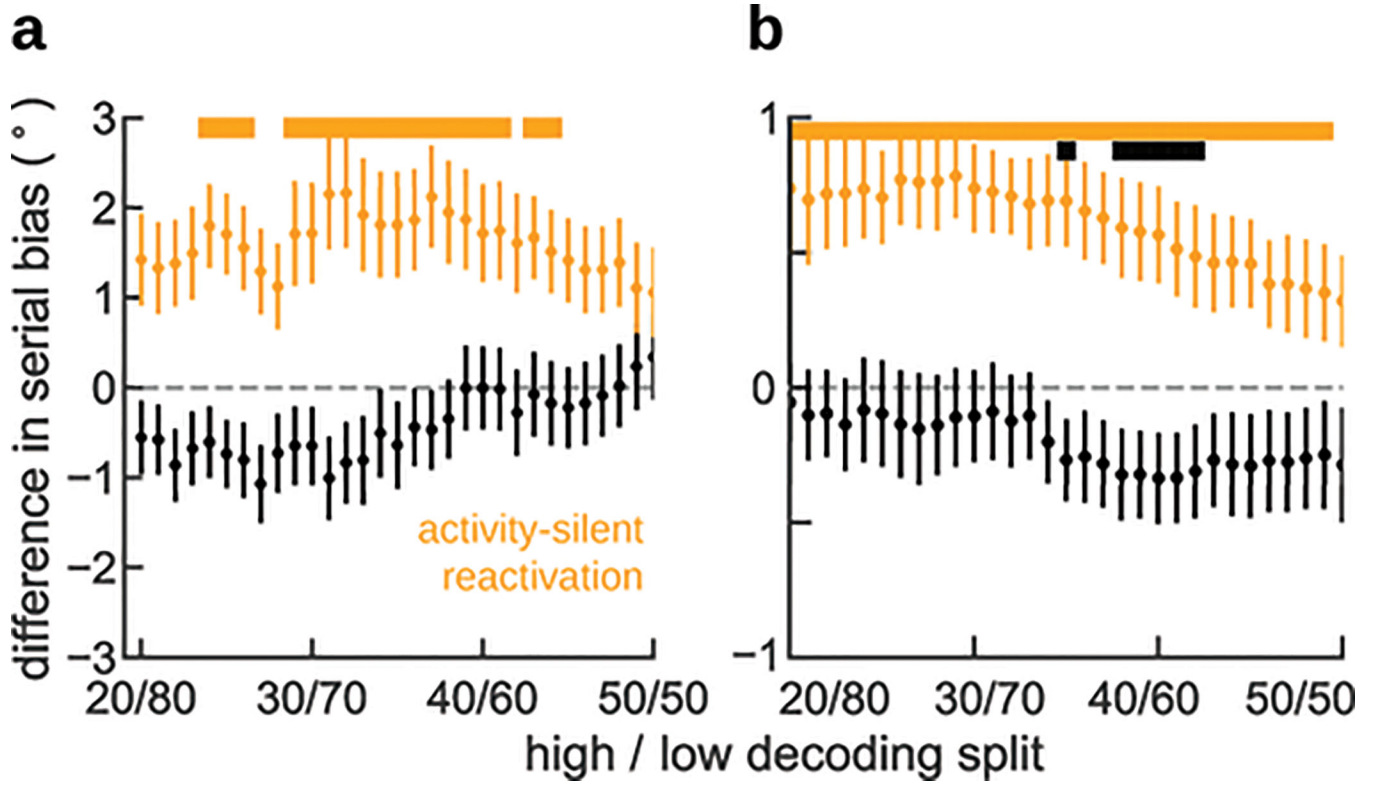 a
b
difference in serial bias (°)
3
2
1
0
−1
−2
−3
1
0
−1
activity-silent
reactivation
20/80 30/70 40/60 50/50
20/80 30/70 40/60 50/50
high / low decoding split